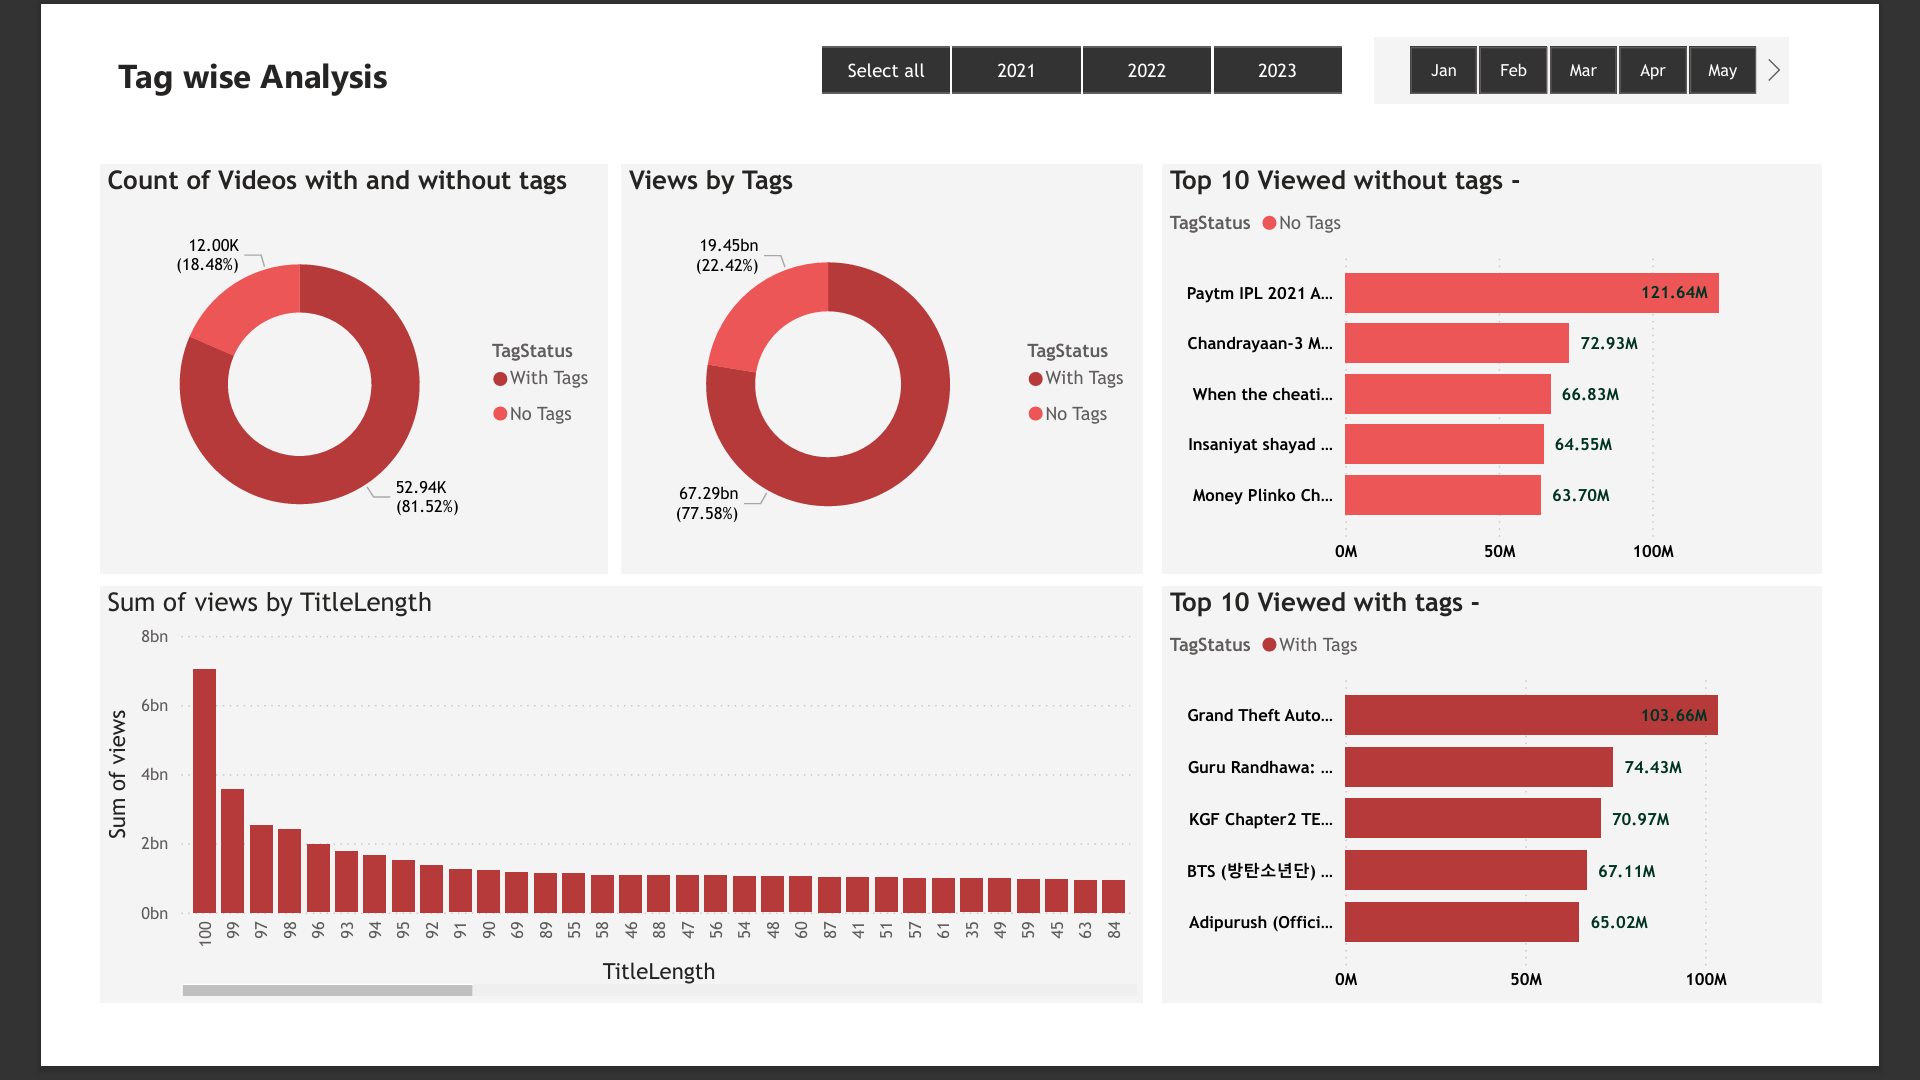 Tag wise Analysis
Select all
2021
2022
2023
Jan
Feb
Mar
Apr
May
Count of Videos with and without tags
12.00K
(18.48%)
52.94K
(81.52%)
TagStatus
With Tags
No Tags
Views by Tags
19.45bn
(22.42%)
67.29bn
(77.58%)
TagStatus
With Tags
No Tags
Top 10 Viewed without tags -
TagStatus No Tags
Paytm IPL 2021 A... 121.64M
Chandrayaan-3 M... 72.93M
When the cheati... 66.83M
Insaniyat shayad ... 64.55M
Money Plinko Ch... 63.70M
0M 50M 100M
Sum of views by TitleLength
Sum of views
8bn
6bn
4bn
2bn
0bn
100 99 97 98 96 93 94 95 92 91 90 69 89 55 58 46 88 47 56 54 48 60 87 41 51 57 61 35 49 59 45 63 84
TitleLength
Top 10 Viewed with tags -
TagStatus With Tags
Grand Theft Auto... 103.66M
Guru Randhawa: ... 74.43M
KGF Chapter2 TE... 70.97M
BTS (방탄소년단) ... 67.11M
Adipurush (Offici... 65.02M
0M 50M 100M